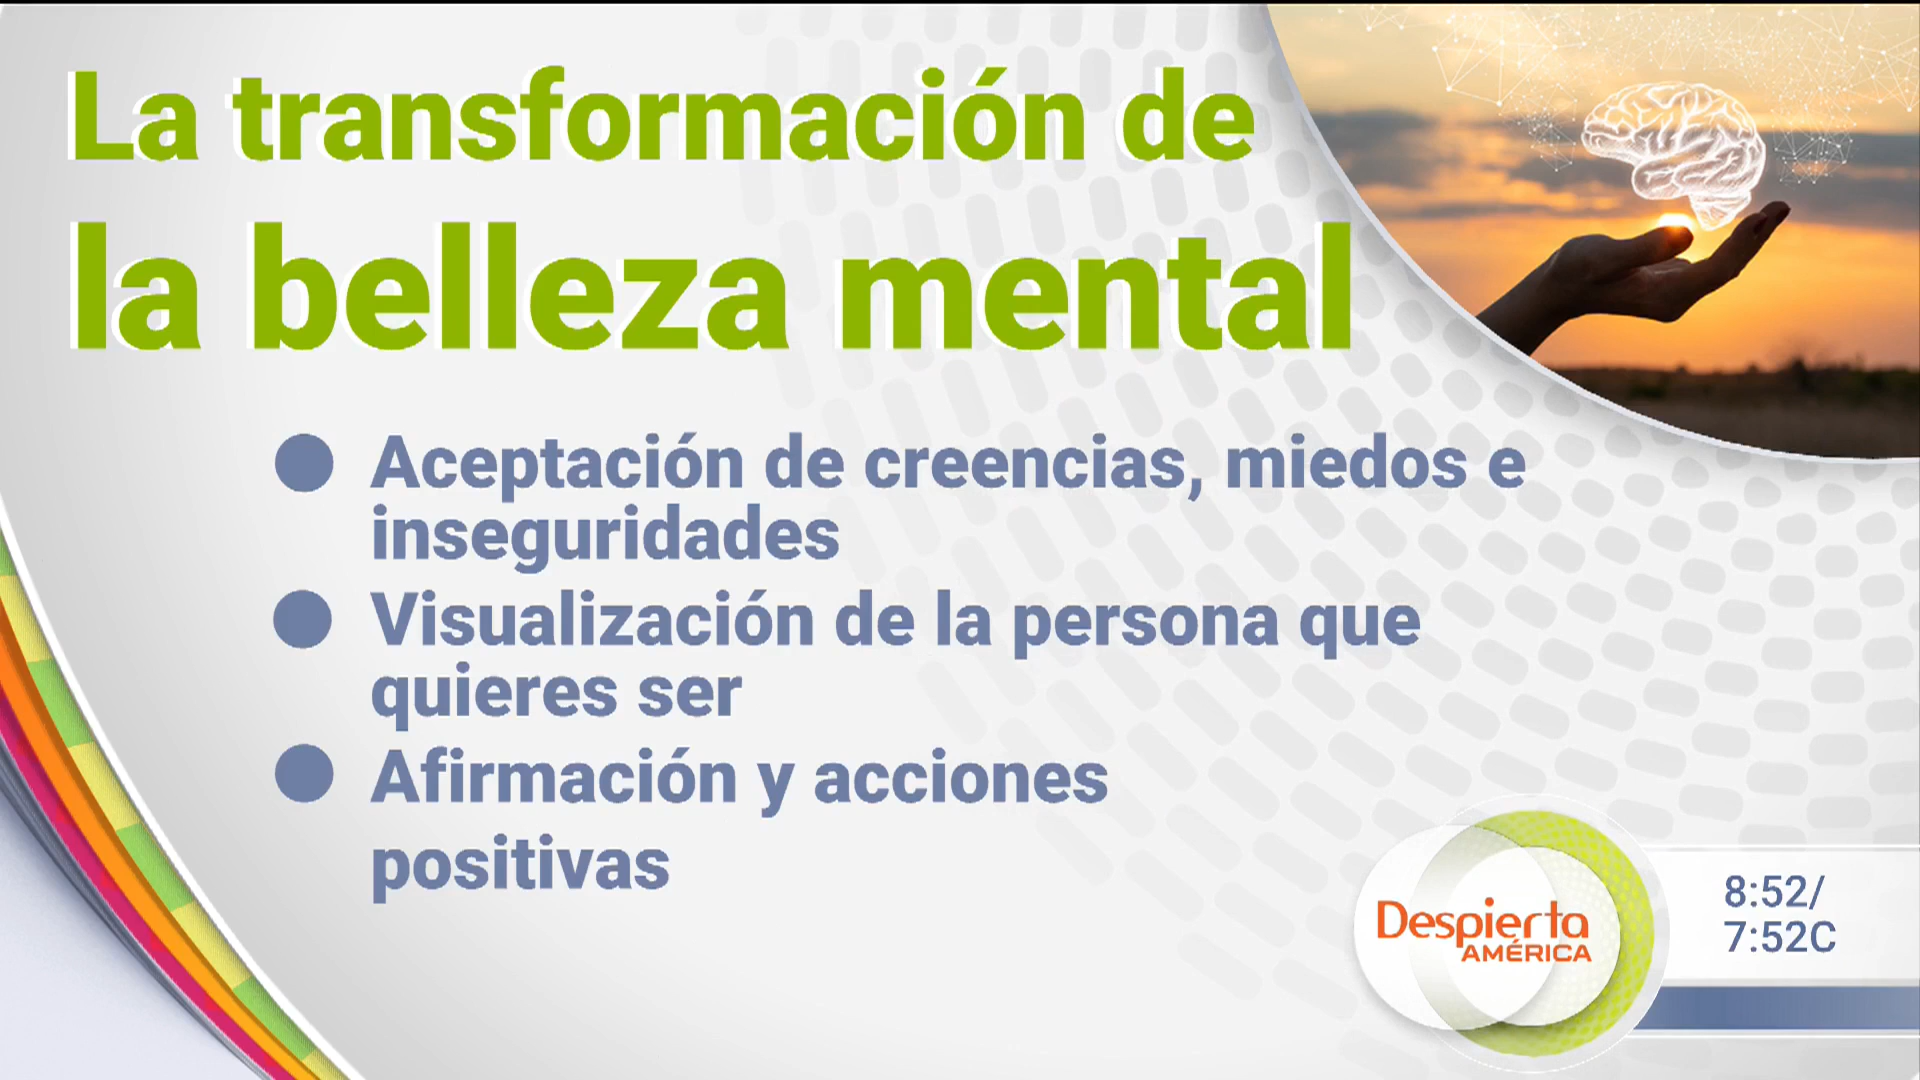 La transformación de
la belleza mental
Aceptación de creencias, miedos e
inseguridades
Visualización de la persona que
quieres ser
Afirmación y acciones
positivas
Despierta
AMÉRICA
8:52/
7:52C